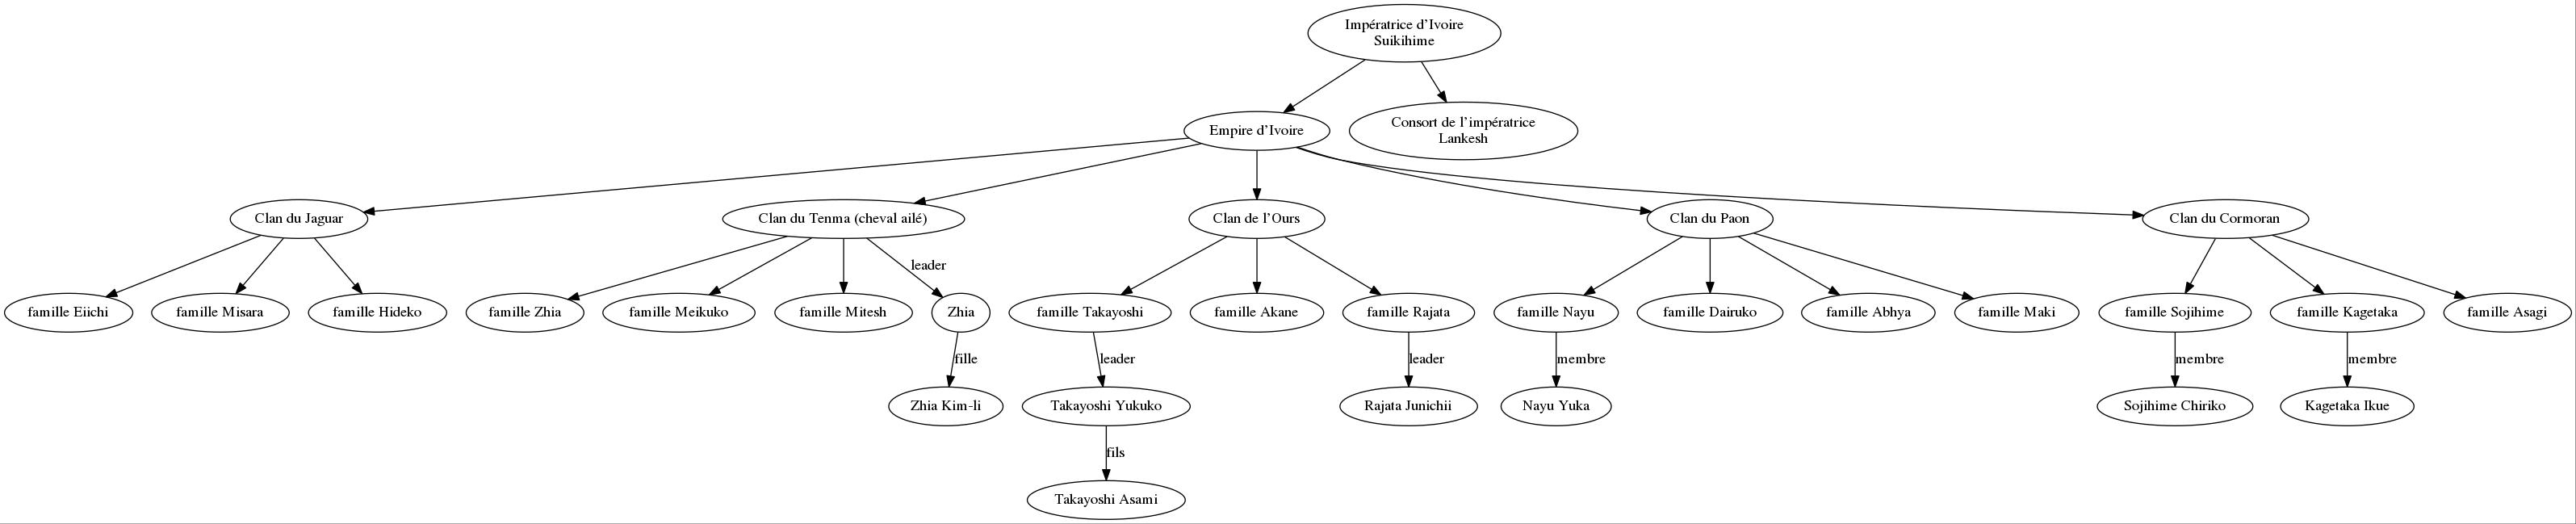 Impératrice d’Ivoire
Suikihime
Empire d’Ivoire
Consort de l’impératrice
Lankesh
Clan du Jaguar
Clan du Tenma (cheval ailé)
Clan de l’Ours
Clan du Paon
Clan du Cormoran
leader
famille Eiichi
famille Misara
famille Hideko
famille Zhia
famille Meikuko
famille Mitesh
Zhia
famille Takayoshi
famille Akane
famille Rajata
famille Nayu
famille Dairuko
famille Abhya
famille Maki
famille Sojihime
famille Kagetaka
famille Asagi
fille
leader
leader
membre
membre
membre
Zhia Kim-li
Takayoshi Yukuko
Rajata Junichii
Nayu Yuka
Sojihime Chiriko
Kagetaka Ikue
fils
Takayoshi Asami